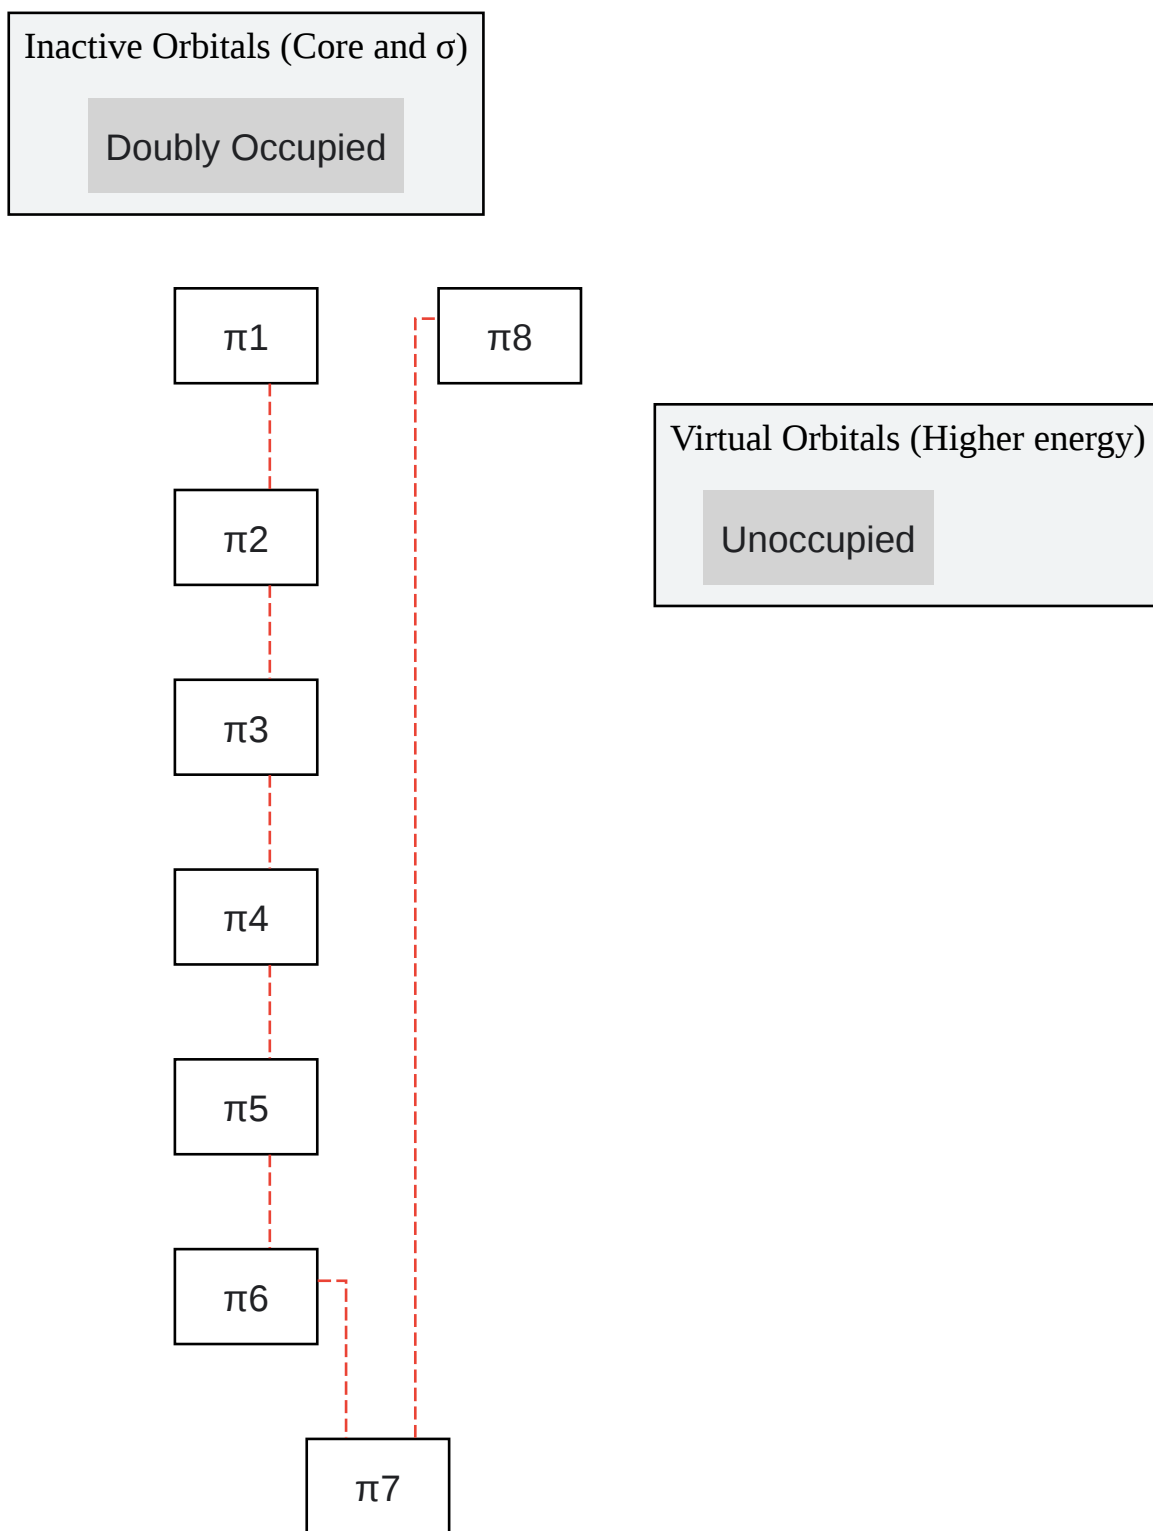 Inactive Orbitals (Core and σ)
Doubly Occupied
π1
π8
Virtual Orbitals (Higher energy)
π2
Unoccupied
π3
π4
π5
π6
π7